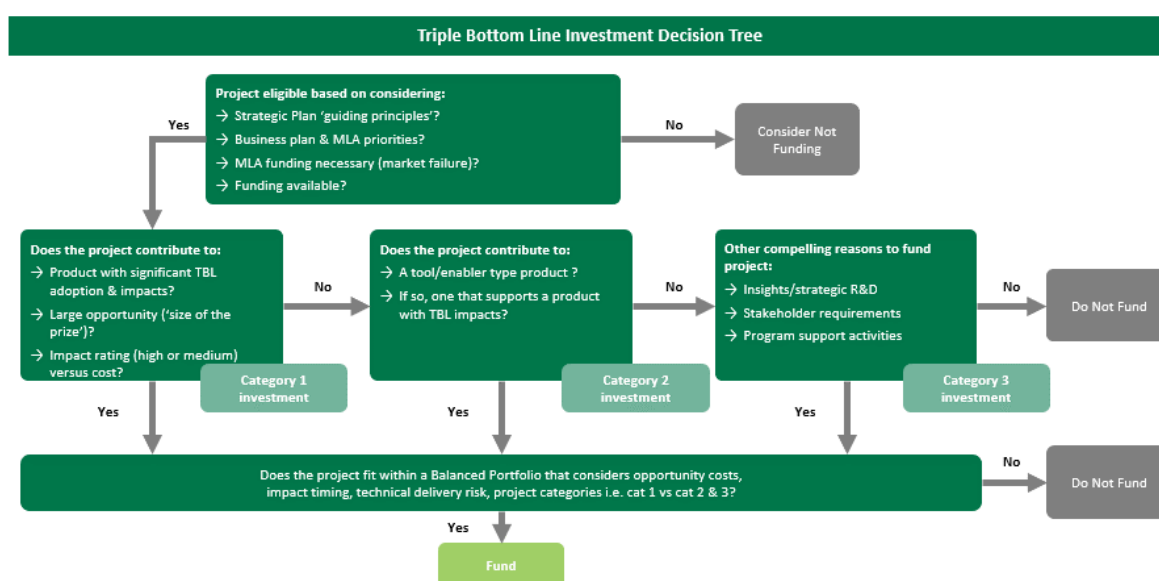 Triple Bottom Line Investment Decision Tree
Project eligible based on considering:
→ Strategic Plan ‘guiding principles’?
→ Business plan & MLA priorities?
→ MLA funding necessary (market failure)?
→ Funding available?
Yes
No
Consider Not
Funding
Does the project contribute to:
→ Product with significant TBL
adoption & impacts?
→ Large opportunity (‘size of the
prize’)?
→ Impact rating (high or medium)
versus cost?
Category 1
investment
No
Does the project contribute to:
→ A tool/enabler type product ?
→ If so, one that supports a product
with TBL impacts?
Category 2
investment
No
Other compelling reasons to fund
project:
→ Insights/strategic R&D
→ Stakeholder requirements
→ Program support activities
Category 3
investment
No
Do Not Fund
Yes
Yes
Yes
Does the project fit within a Balanced Portfolio that considers opportunity costs,
impact timing, technical delivery risk, project categories i.e. cat 1 vs cat 2 & 3?
No
Do Not Fund
Yes
Fund